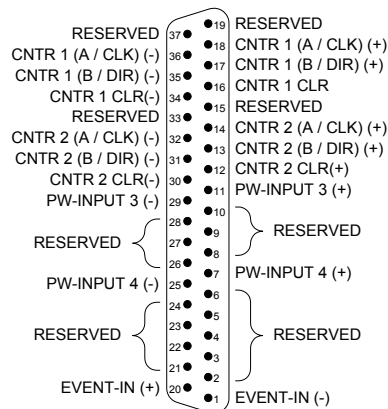 RESERVED 37 19 RESERVED
CNTR 1 (A / CLK) (-) 36 18 CNTR 1 (A / CLK) (+)
CNTR 1 (B / DIR) (-) 35 17 CNTR 1 (B / DIR) (+)
CNTR 1 CLR(-) 34 16 CNTR 1 CLR
RESERVED 33 15 RESERVED
CNTR 2 (A / CLK) (-) 32 14 CNTR 2 (A / CLK) (+)
CNTR 2 (B / DIR) (-) 31 13 CNTR 2 (B / DIR) (+)
CNTR 2 CLR(-) 30 12 CNTR 2 CLR(+)
PW-INPUT 3 (-) 29 11 PW-INPUT 3 (+)
28 10
RESERVED 27 9 RESERVED
26 8
PW-INPUT 4 (-) 25 7 PW-INPUT 4 (+)
24 6
23 5
RESERVED 22 4 RESERVED
21 3
2
EVENT-IN (+) 20 1 EVENT-IN (-)